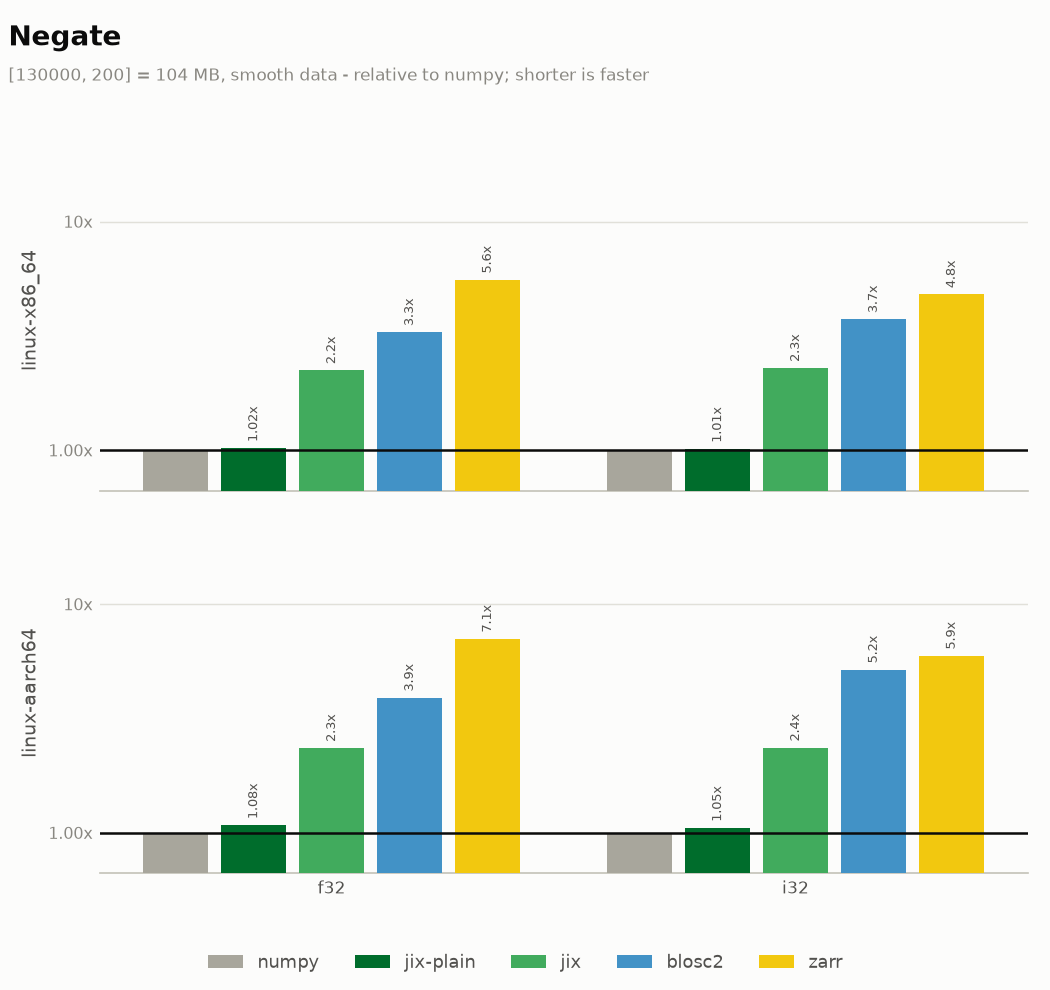 Negate
[130000, 200] = 104 MB, smooth data - relative to numpy; shorter is faster
linux-x86_64
10x
1.00x
1.02x
2.2x
3.3x
5.6x
1.01x
2.3x
3.7x
4.8x
linux-aarch64
10x
1.00x
1.08x
2.3x
3.9x
7.1x
1.05x
2.4x
5.2x
5.9x
f32 i32
numpy jix-plain jix blosc2 zarr